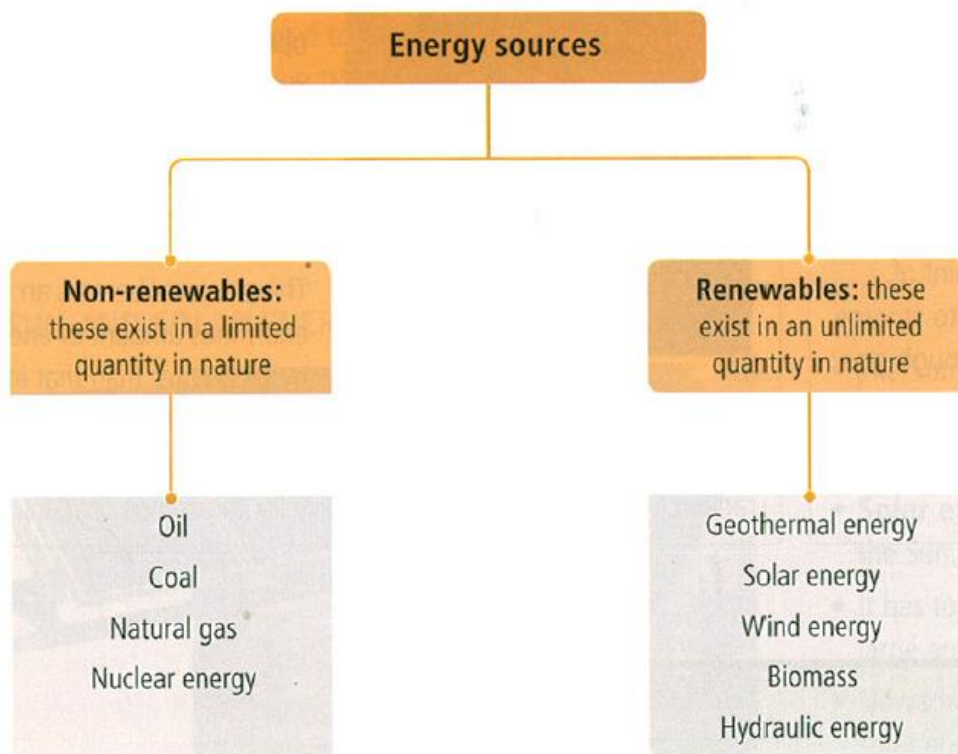 Energy sources
Non-renewables:
these exist in a limited
quantity in nature
Renewables: these
exist in an unlimited
quantity in nature
Oil
Coal
Natural gas
Nuclear energy
Geothermal energy
Solar energy
Wind energy
Biomass
Hydraulic energy